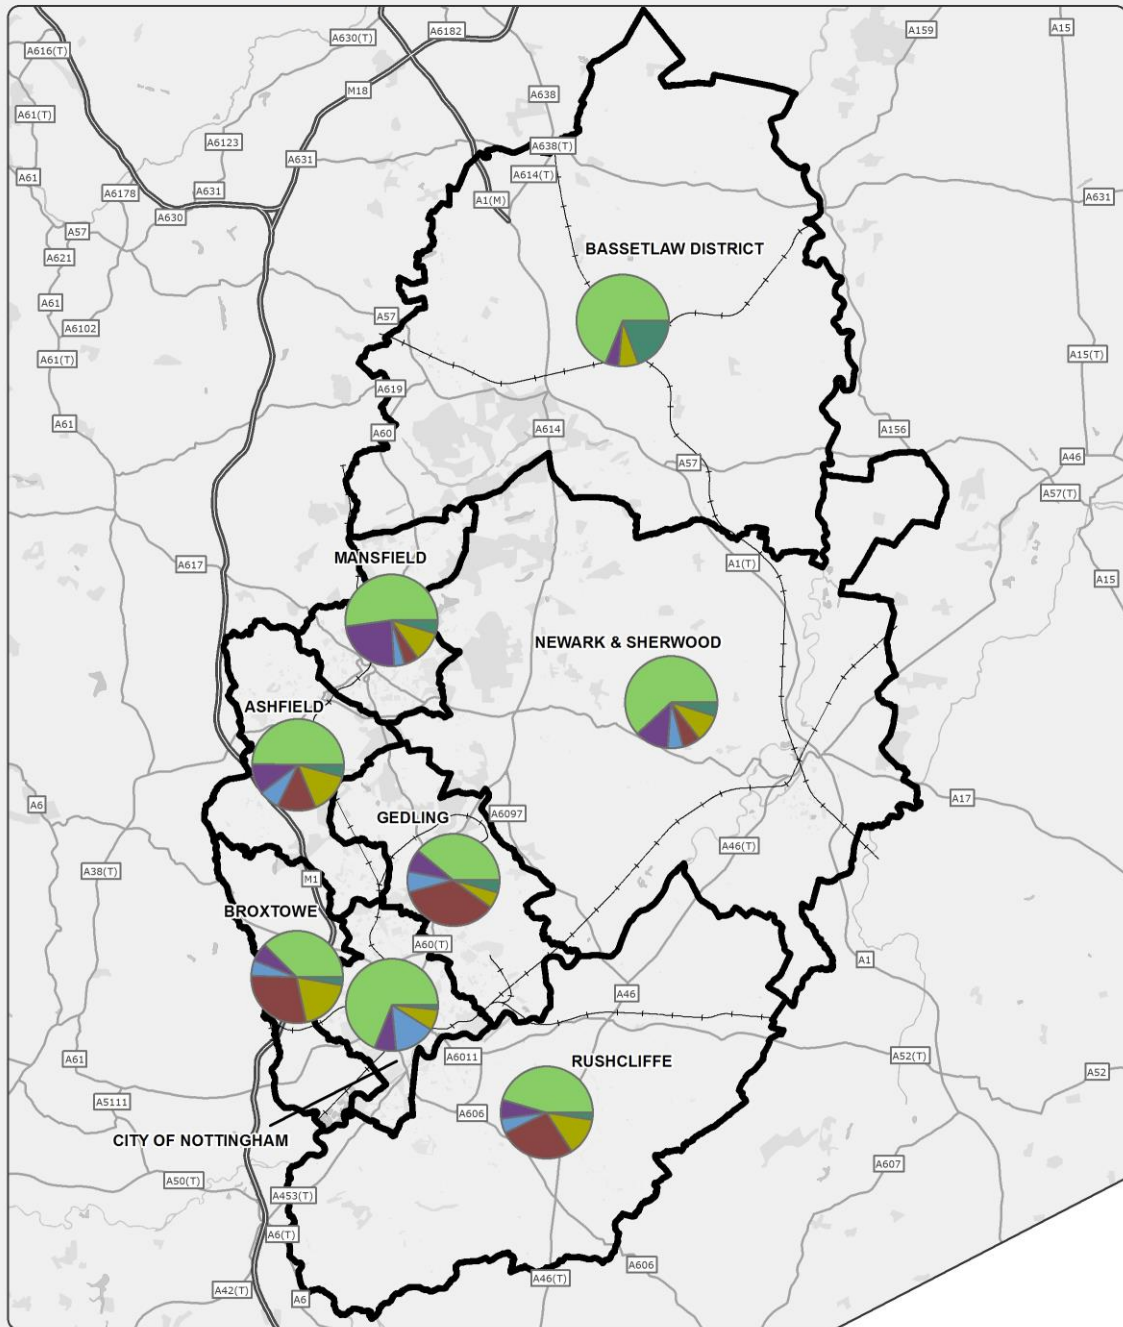 A6182
A616(T)
A630(T)
A159
A15
M18
A638
A61(T)
A6123
A638(T)
A631
A614(T)
A61
A6178
A631
A1(M)
A631
A630
A57
BASSETLAW DISTRICT
A621
A61
A57
A6102
A61(T)
A15(T)
A619
A61
A60
A614
A156
A46
A57
A57(T)
MANSFIELD
A617
A1(T)
A15
NEWARK & SHERWOOD
ASHFIELD
A17
A6
GEDLING
A6097
A46(T)
A38(T)
M1
BROXTOWE
A60(T)
A1
A46
A61
A6011
RUSHCLIFFE
A52(T)
A52
A5111
A606
CITY OF NOTTINGHAM
A607
A50(T)
A453(T)
A6(T)
A606
A42(T)
A46(T)
A6